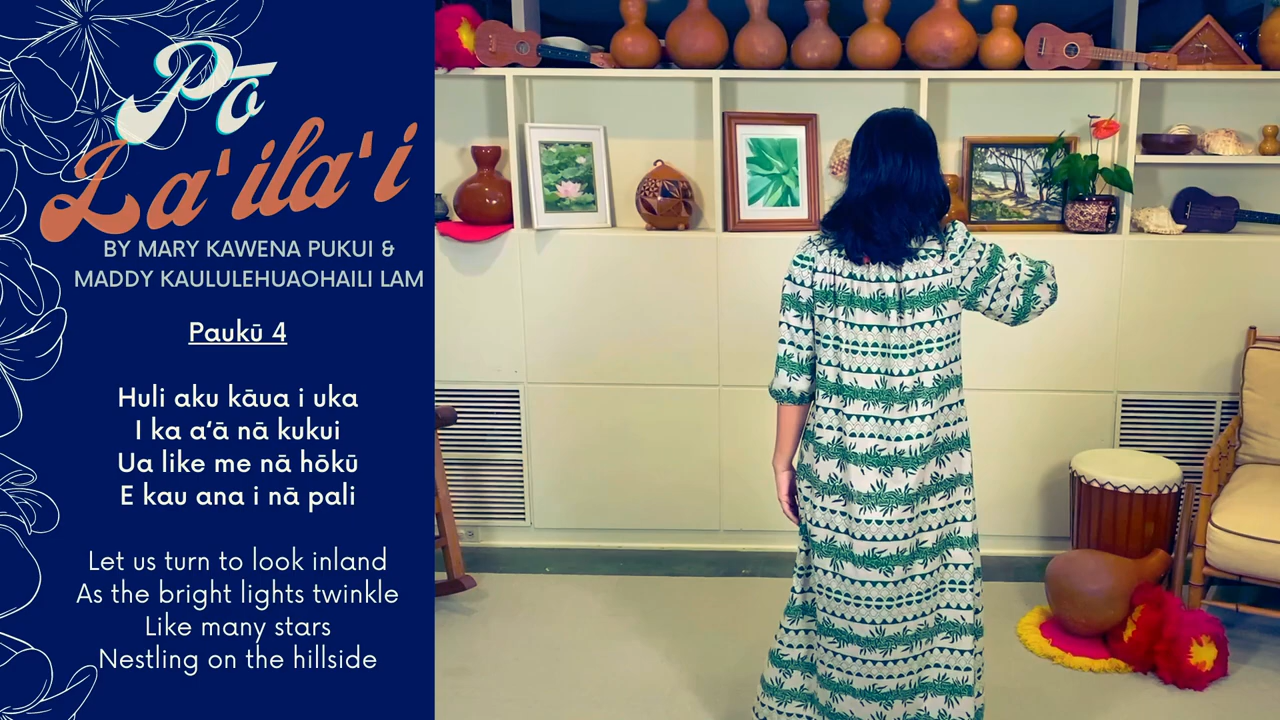 Pō
Laʻilaʻi
BY MARY KAWENA PUKUI &
MADDY KAULULEHUAOHAILI LAM
Paukū 4
Huli aku kāua i uka
I ka aʻā nā kukui
Ua like me nā hōkū
E kau ana i nā pali
Let us turn to look inland
As the bright lights twinkle
Like many stars
Nestling on the hillside